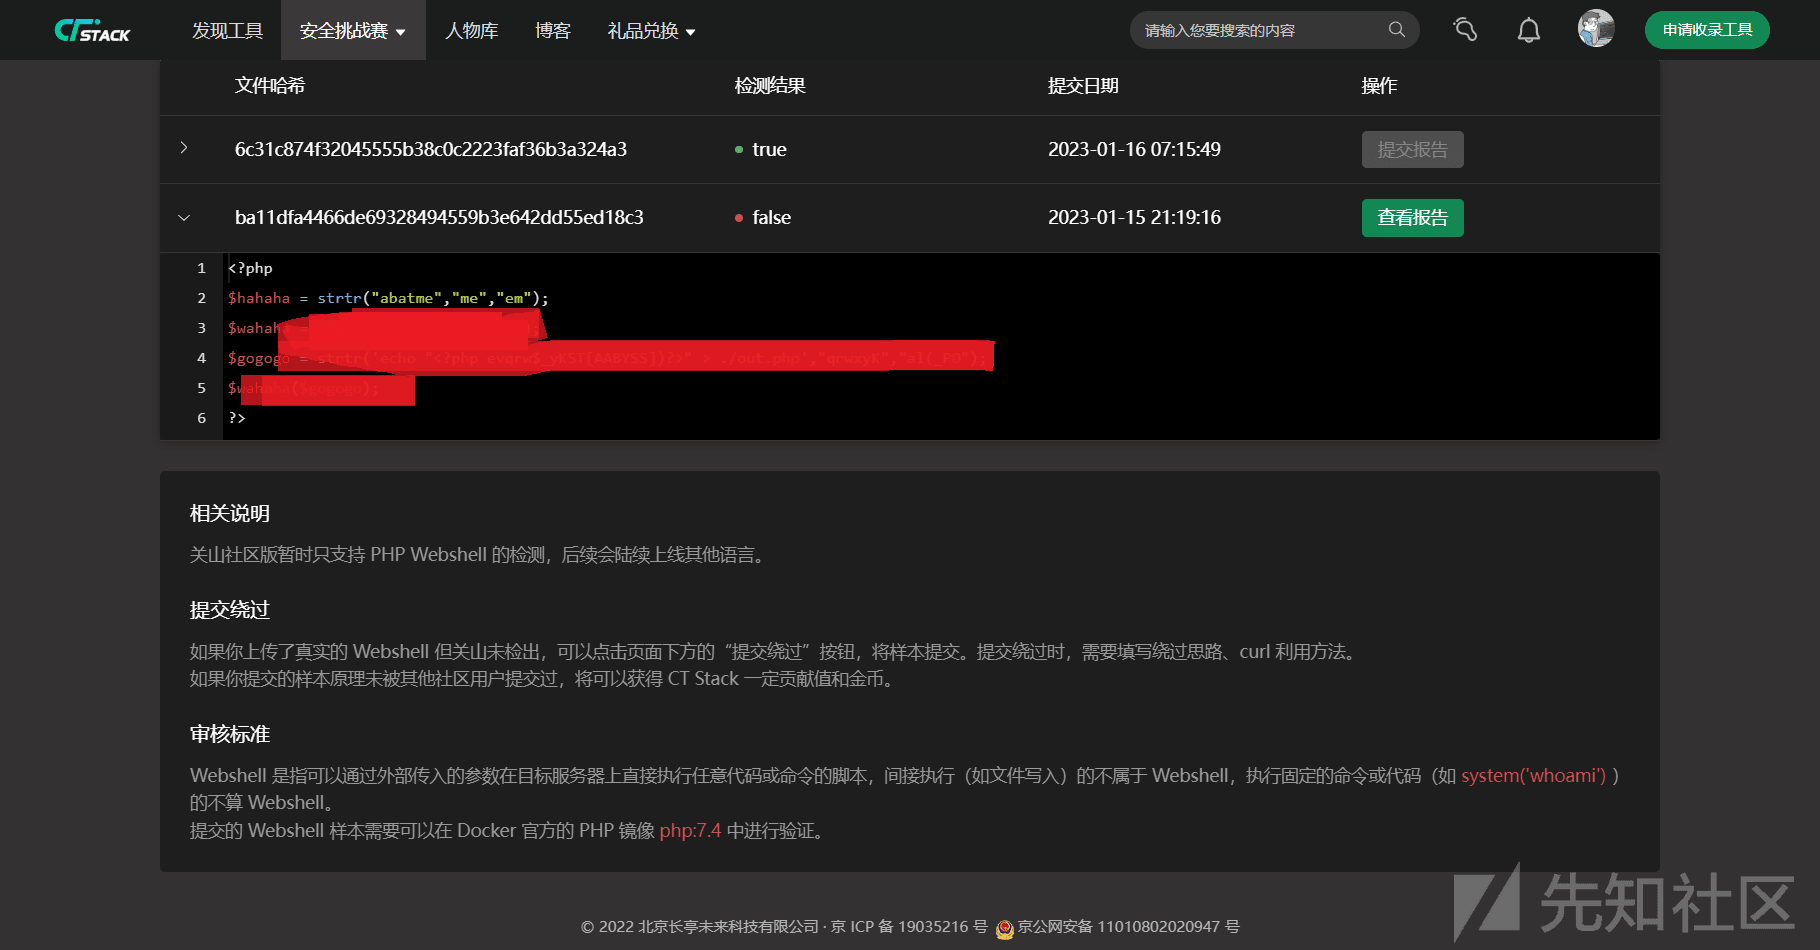 CT STACK 发现工具 安全挑战赛 人物库 博客 礼品兑换 请输入您要搜索的内容 申请收录工具
文件哈希 检测结果 提交日期 操作
6c31c874f32045555b38c0c2223faf36b3a324a3 true 2023-01-16 07:15:49 提交报告
ba11dfa4466de69328494559b3e642dd55ed18c3 false 2023-01-15 21:19:16 查看报告
1 <?php
2 $hahaha = strtr("abatme","me","em");
3 $wahaha =
4 $gogogo = strtr('echo "<?php
5
6 ?>
相关说明
关山社区版暂时只支持 PHP Webshell 的检测，后续会陆续上线其他语言。
提交绕过
如果你上传了真实的 Webshell 但关山未检出，可以点击页面下方的“提交绕过”按钮，将样本提交。提交绕过时，需要填写绕过思路、curl 利用方法。
如果你提交的样本原理未被其他社区用户提交过，将可以获得 CT Stack 一定贡献值和金币。
审核标准
Webshell 是指可以通过外部传入的参数在目标服务器上直接执行任意代码或命令的脚本，间接执行（如文件写入）的不属于 Webshell，执行固定的命令或代码（如 system('whoami') ）
的不算 Webshell。
提交的 Webshell 样本需要可以在 Docker 官方的 PHP 镜像 php:7.4 中进行验证。
© 2022 北京长亭未来科技有限公司 · 京 ICP 备 19035216 号 京公网安备 11010802020947 号
先知社区